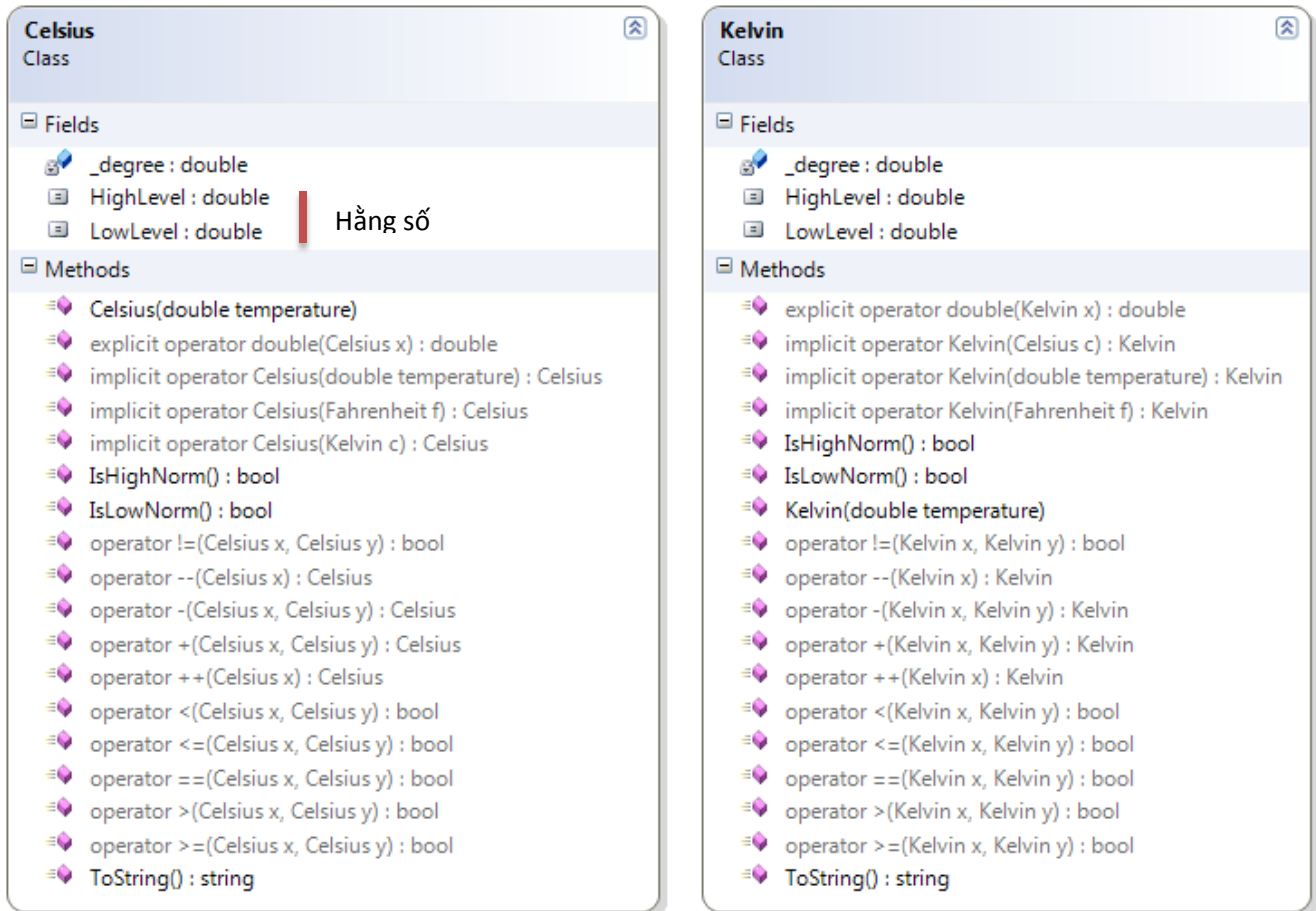 Celsius
Class
Fields
_degree : double
HighLevel : double
LowLevel : double
Hằng số
Methods
Celsius(double temperature)
explicit operator double(Celsius x) : double
implicit operator Celsius(double temperature) : Celsius
implicit operator Celsius(Fahrenheit f) : Celsius
implicit operator Celsius(Kelvin c) : Celsius
IsHighNorm() : bool
IsLowNorm() : bool
operator !=(Celsius x, Celsius y) : bool
operator --(Celsius x) : Celsius
operator -(Celsius x, Celsius y) : Celsius
operator +(Celsius x, Celsius y) : Celsius
operator ++(Celsius x) : Celsius
operator <(Celsius x, Celsius y) : bool
operator <=(Celsius x, Celsius y) : bool
operator ==(Celsius x, Celsius y) : bool
operator >(Celsius x, Celsius y) : bool
operator >=(Celsius x, Celsius y) : bool
ToString() : string
Kelvin
Class
Fields
_degree : double
HighLevel : double
LowLevel : double
Methods
explicit operator double(Kelvin x) : double
implicit operator Kelvin(Celsius c) : Kelvin
implicit operator Kelvin(double temperature) : Kelvin
implicit operator Kelvin(Fahrenheit f) : Kelvin
IsHighNorm() : bool
IsLowNorm() : bool
Kelvin(double temperature)
operator !=(Kelvin x, Kelvin y) : bool
operator --(Kelvin x) : Kelvin
operator -(Kelvin x, Kelvin y) : Kelvin
operator +(Kelvin x, Kelvin y) : Kelvin
operator ++(Kelvin x) : Kelvin
operator <(Kelvin x, Kelvin y) : bool
operator <=(Kelvin x, Kelvin y) : bool
operator ==(Kelvin x, Kelvin y) : bool
operator >(Kelvin x, Kelvin y) : bool
operator >=(Kelvin x, Kelvin y) : bool
ToString() : string